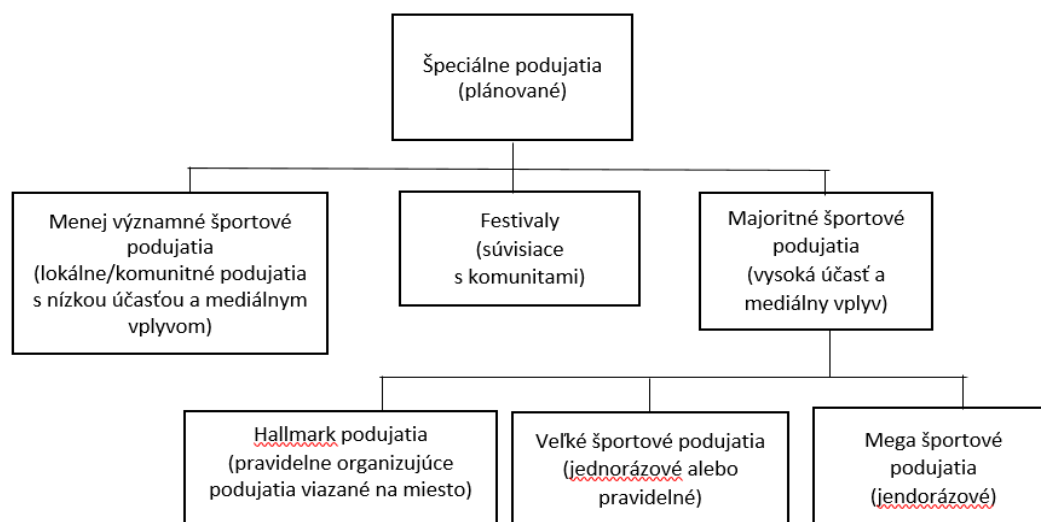 Špeciálne podujatia
(plánované)
Menej významné športové
podujatia
(lokálne/komunitné podujatia
s nízkou účasťou a mediálnym
vplyvom)
Festivaly
(súvisiace
s komunitami)
Majoritné športové
podujatia
(vysoká účasť a
mediálny vplyv)
Hallmark podujatia
(pravidelne organizujúce
podujatia viazané na miesto)
Veľké športové podujatia
(jednorázové alebo
pravidelné)
Mega športové
podujatia
(jendorázové)